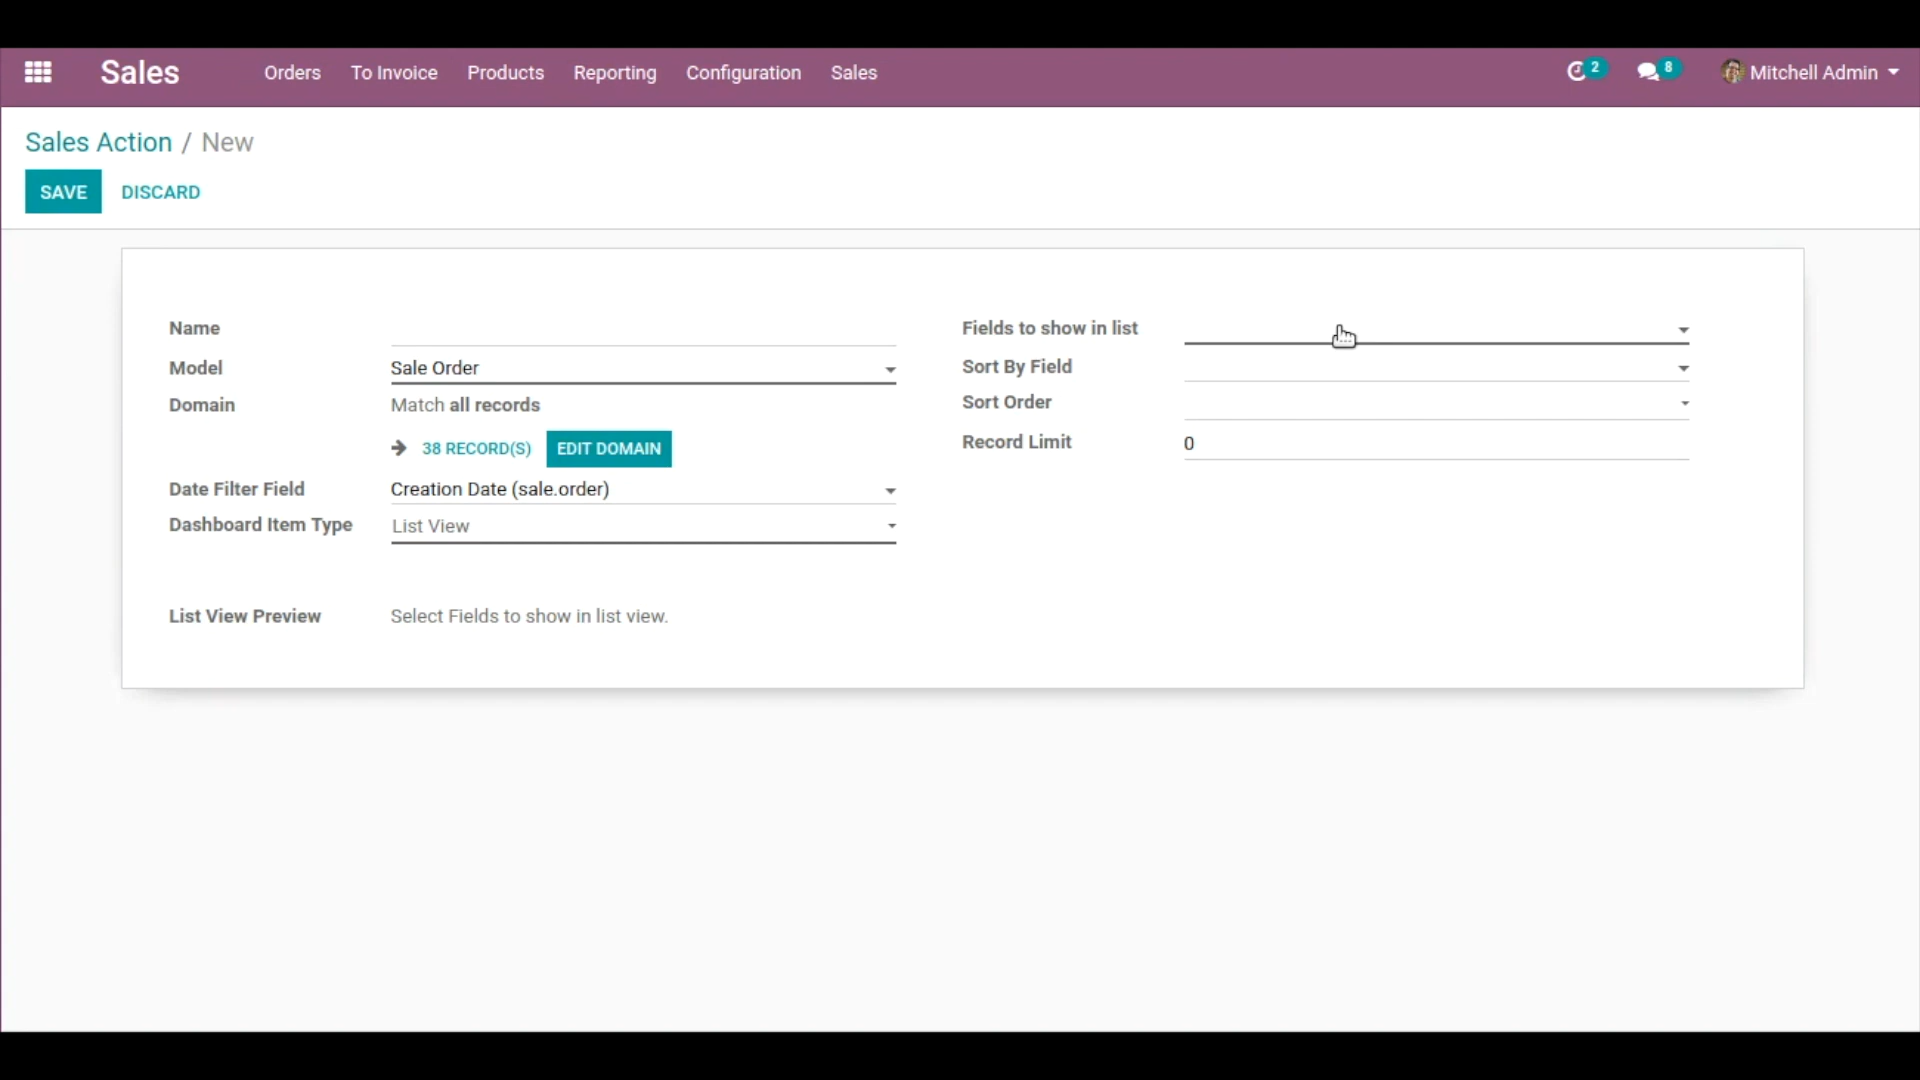 Sales Orders To Invoice Products Reporting Configuration Sales 2 8 Mitchell Admin
Sales Action / New
SAVE DISCARD
Name
Model Sale Order
Domain Match all records
38 RECORD(S) EDIT DOMAIN
Date Filter Field Creation Date (sale.order)
Dashboard Item Type List View
Fields to show in list
Sort By Field
Sort Order
Record Limit 0
List View Preview Select Fields to show in list view.